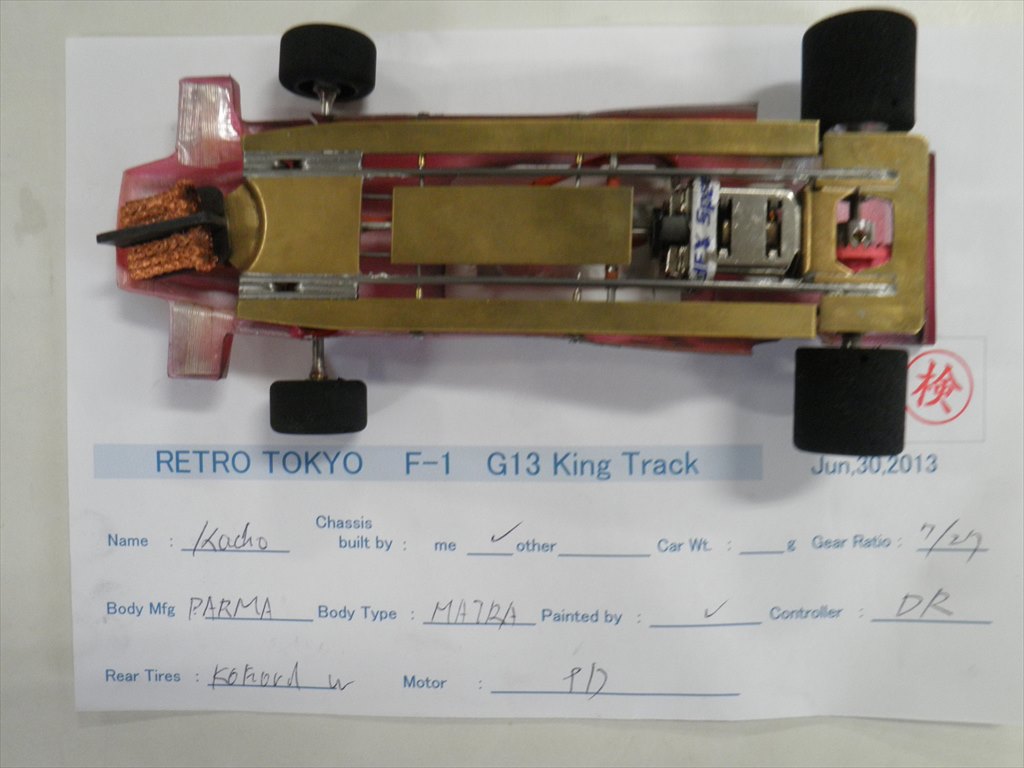 検
RETRO TOKYO F-1 G13 King Track Jun,30,2013
Name : Kacho Chassis built by : me ✓ other Car Wt. : g Gear Ratio : 7/27
Body Mfg PARMA Body Type : MATRA Painted by : ✓ Controller : DR
Rear Tires : Motor :